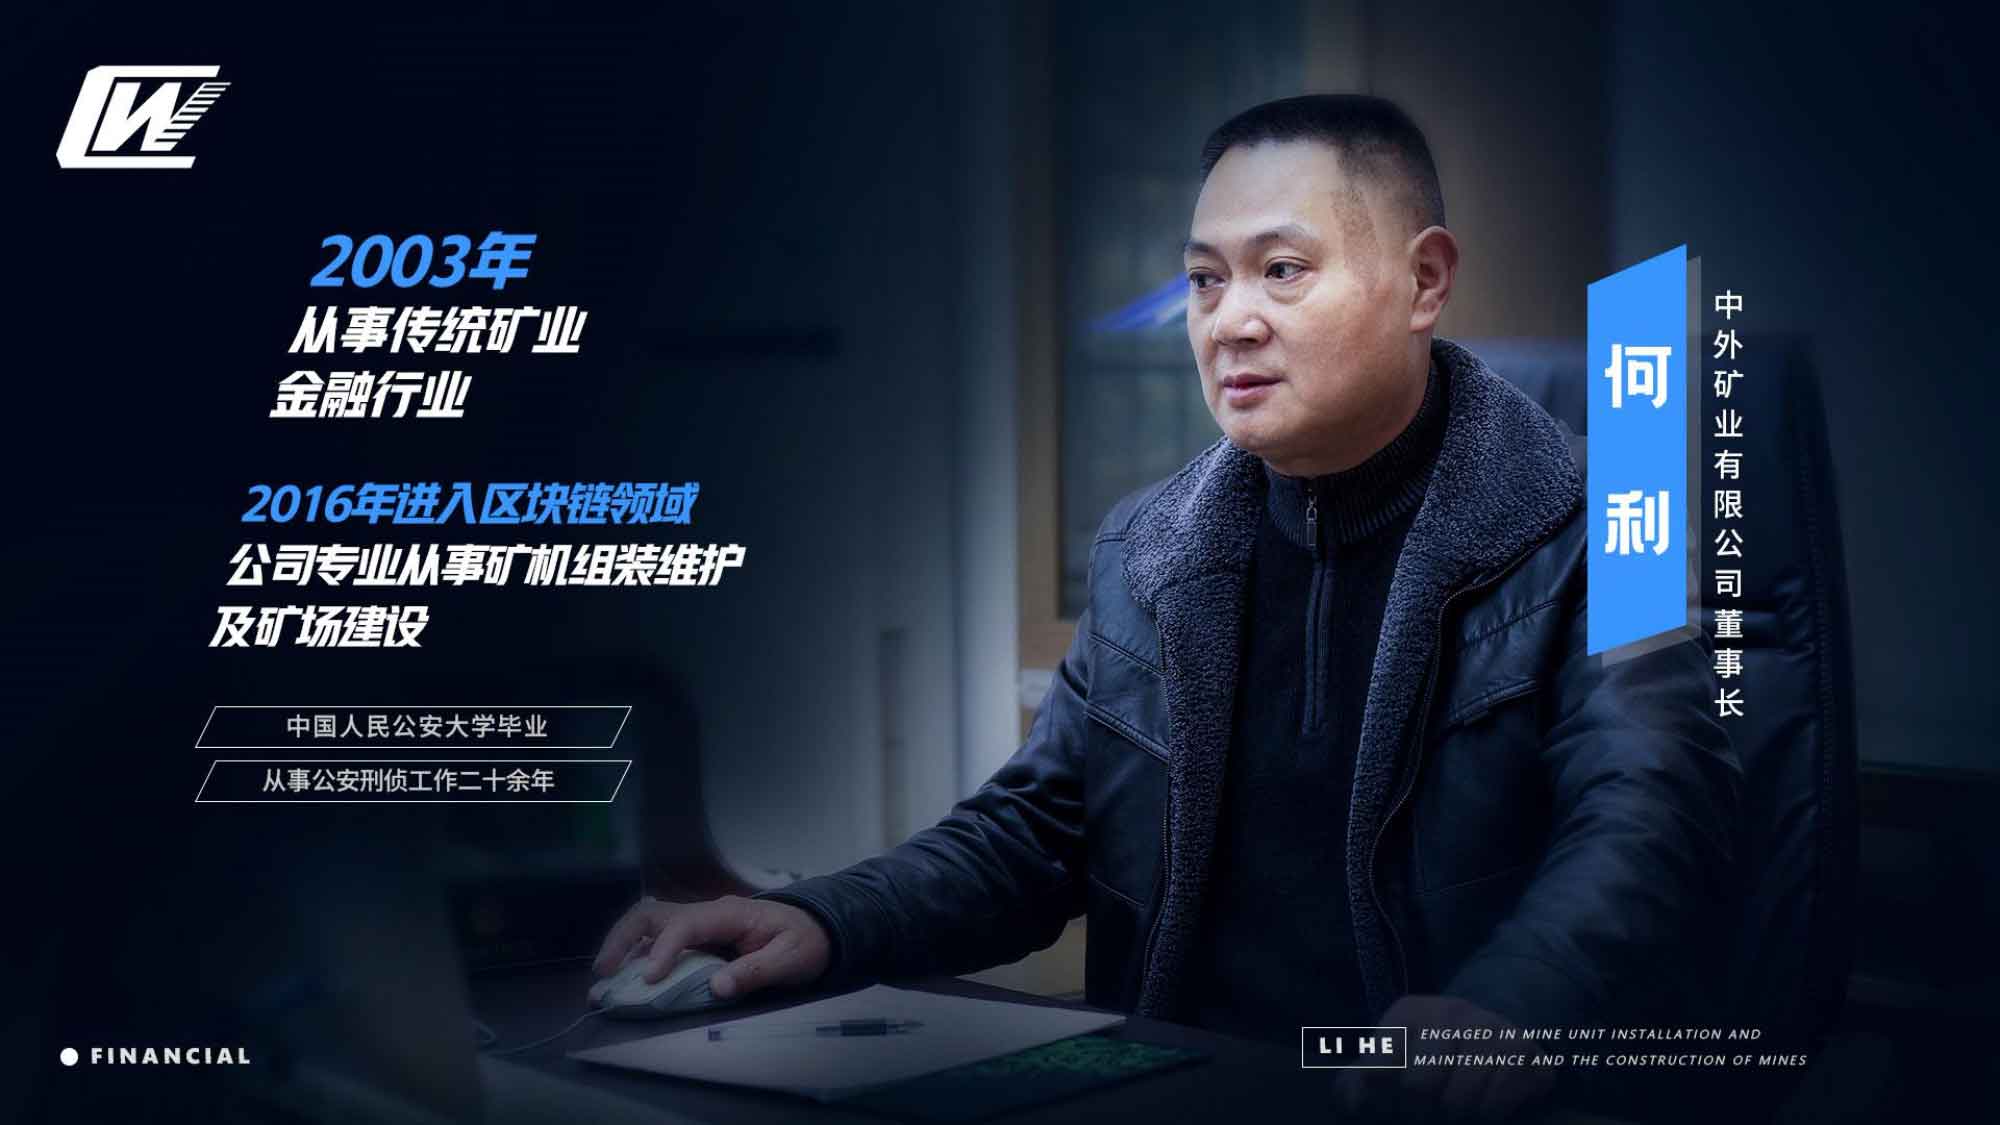 CW
2003年
从事传统矿业
金融行业
2016年进入区块链领域
公司专业从事矿机组装维护
及矿场建设
中国人民公安大学毕业
从事公安刑侦工作二十余年
何利
中外矿业有限公司董事长
FINANCIAL
LI HE
ENGAGED IN MINE UNIT INSTALLATION AND
MAINTENANCE AND THE CONSTRUCTION OF MINES